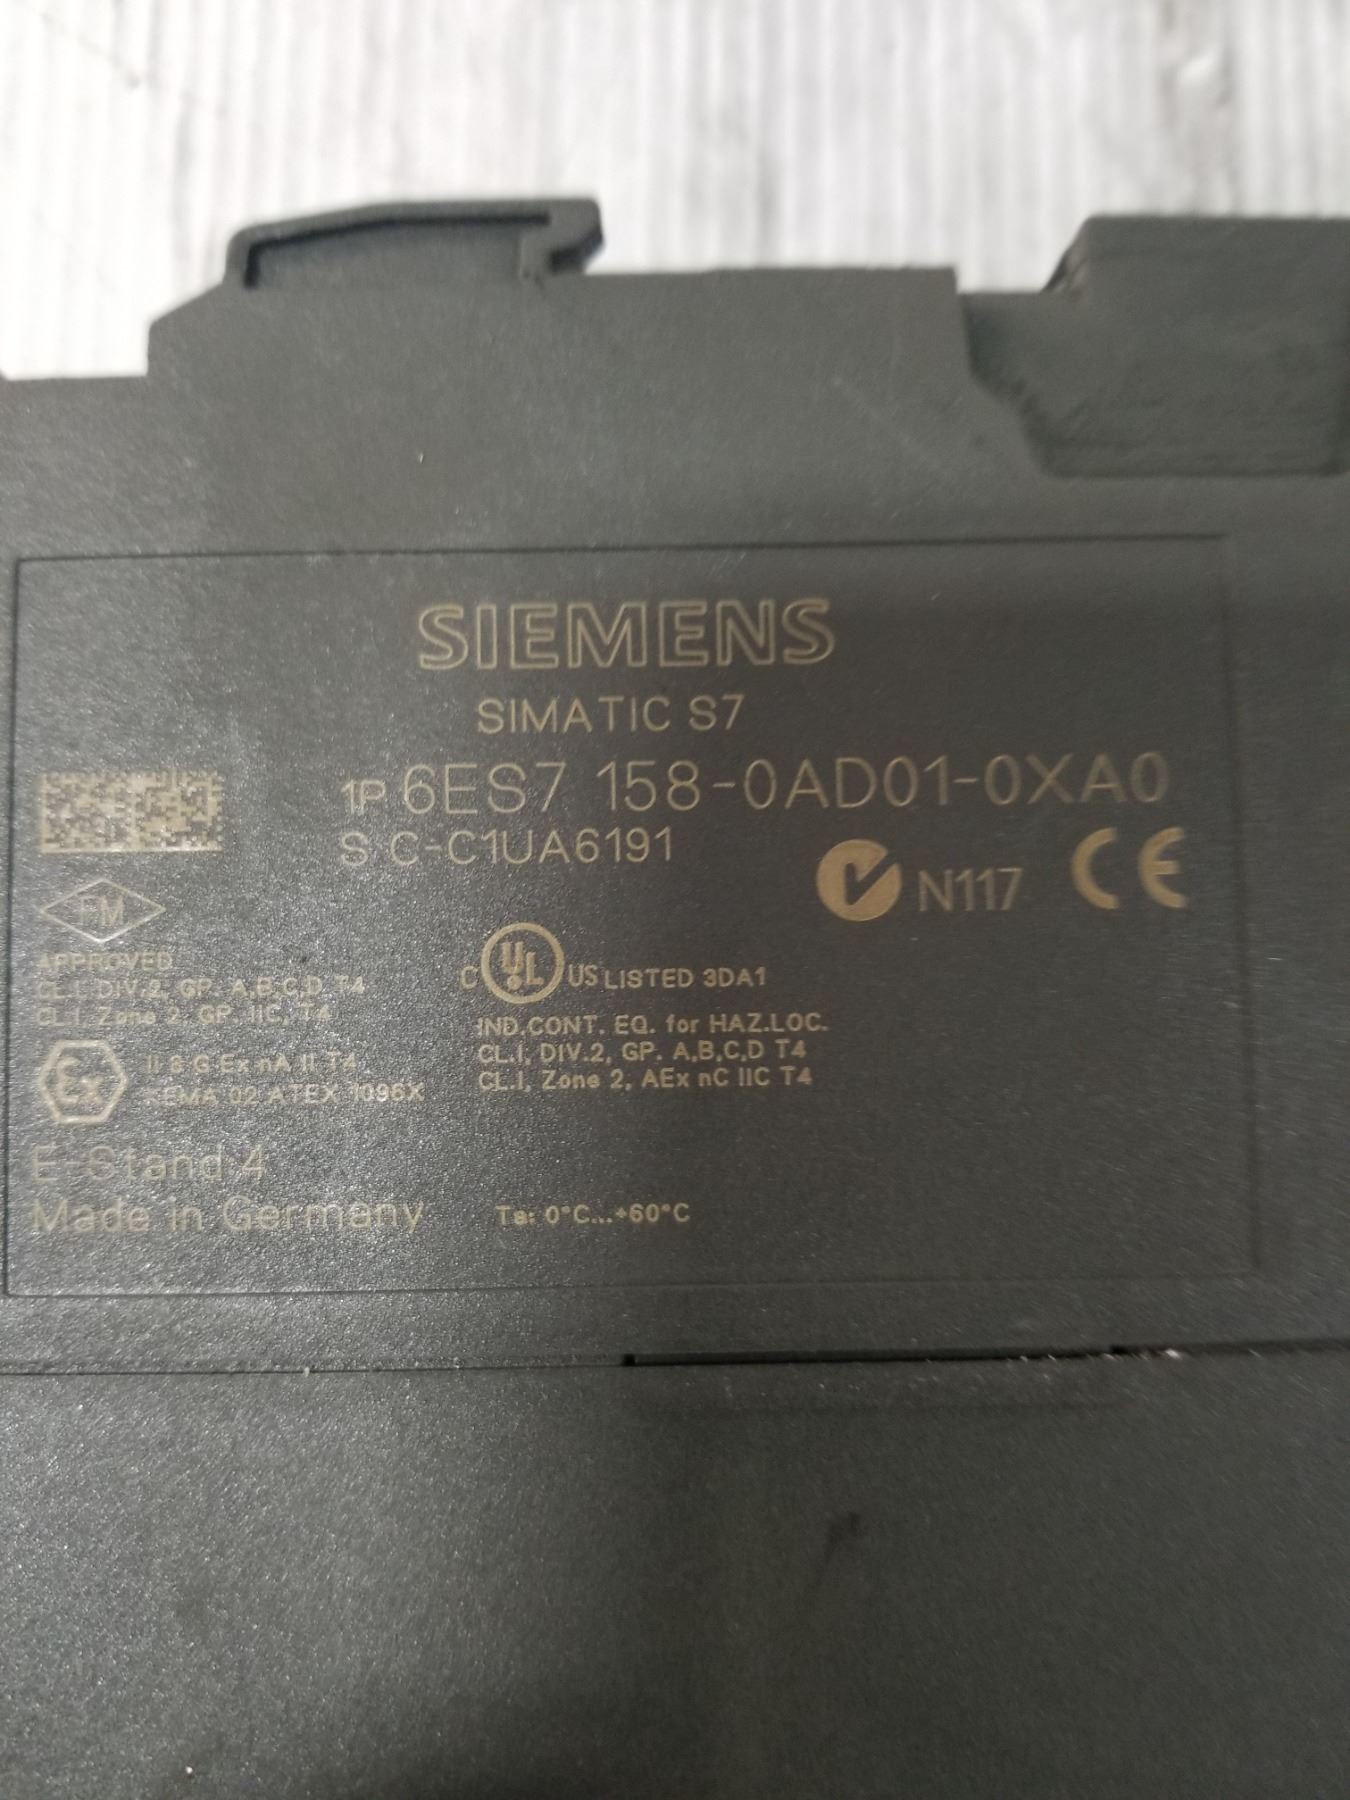 SIEMENS
SIMATIC S7
1P 6ES7 158-0AD01-0XA0
S C-C1UA6191
N117 CE
FM
APPROVED
CL.I, DIV.2, GP. A,B,C,D T4
CL.I, Zone 2, GP. IIC, T4
C UL US LISTED 3DA1
IND.CONT. EQ. for HAZ.LOC.
CL.I, DIV.2, GP. A,B,C,D T4
CL.I, Zone 2, AEx nC IIC T4
Ex II 3 G Ex nA II T4
KEMA 02 ATEX 1096X
E-Stand:4
Made in Germany
Ta: 0°C...+60°C